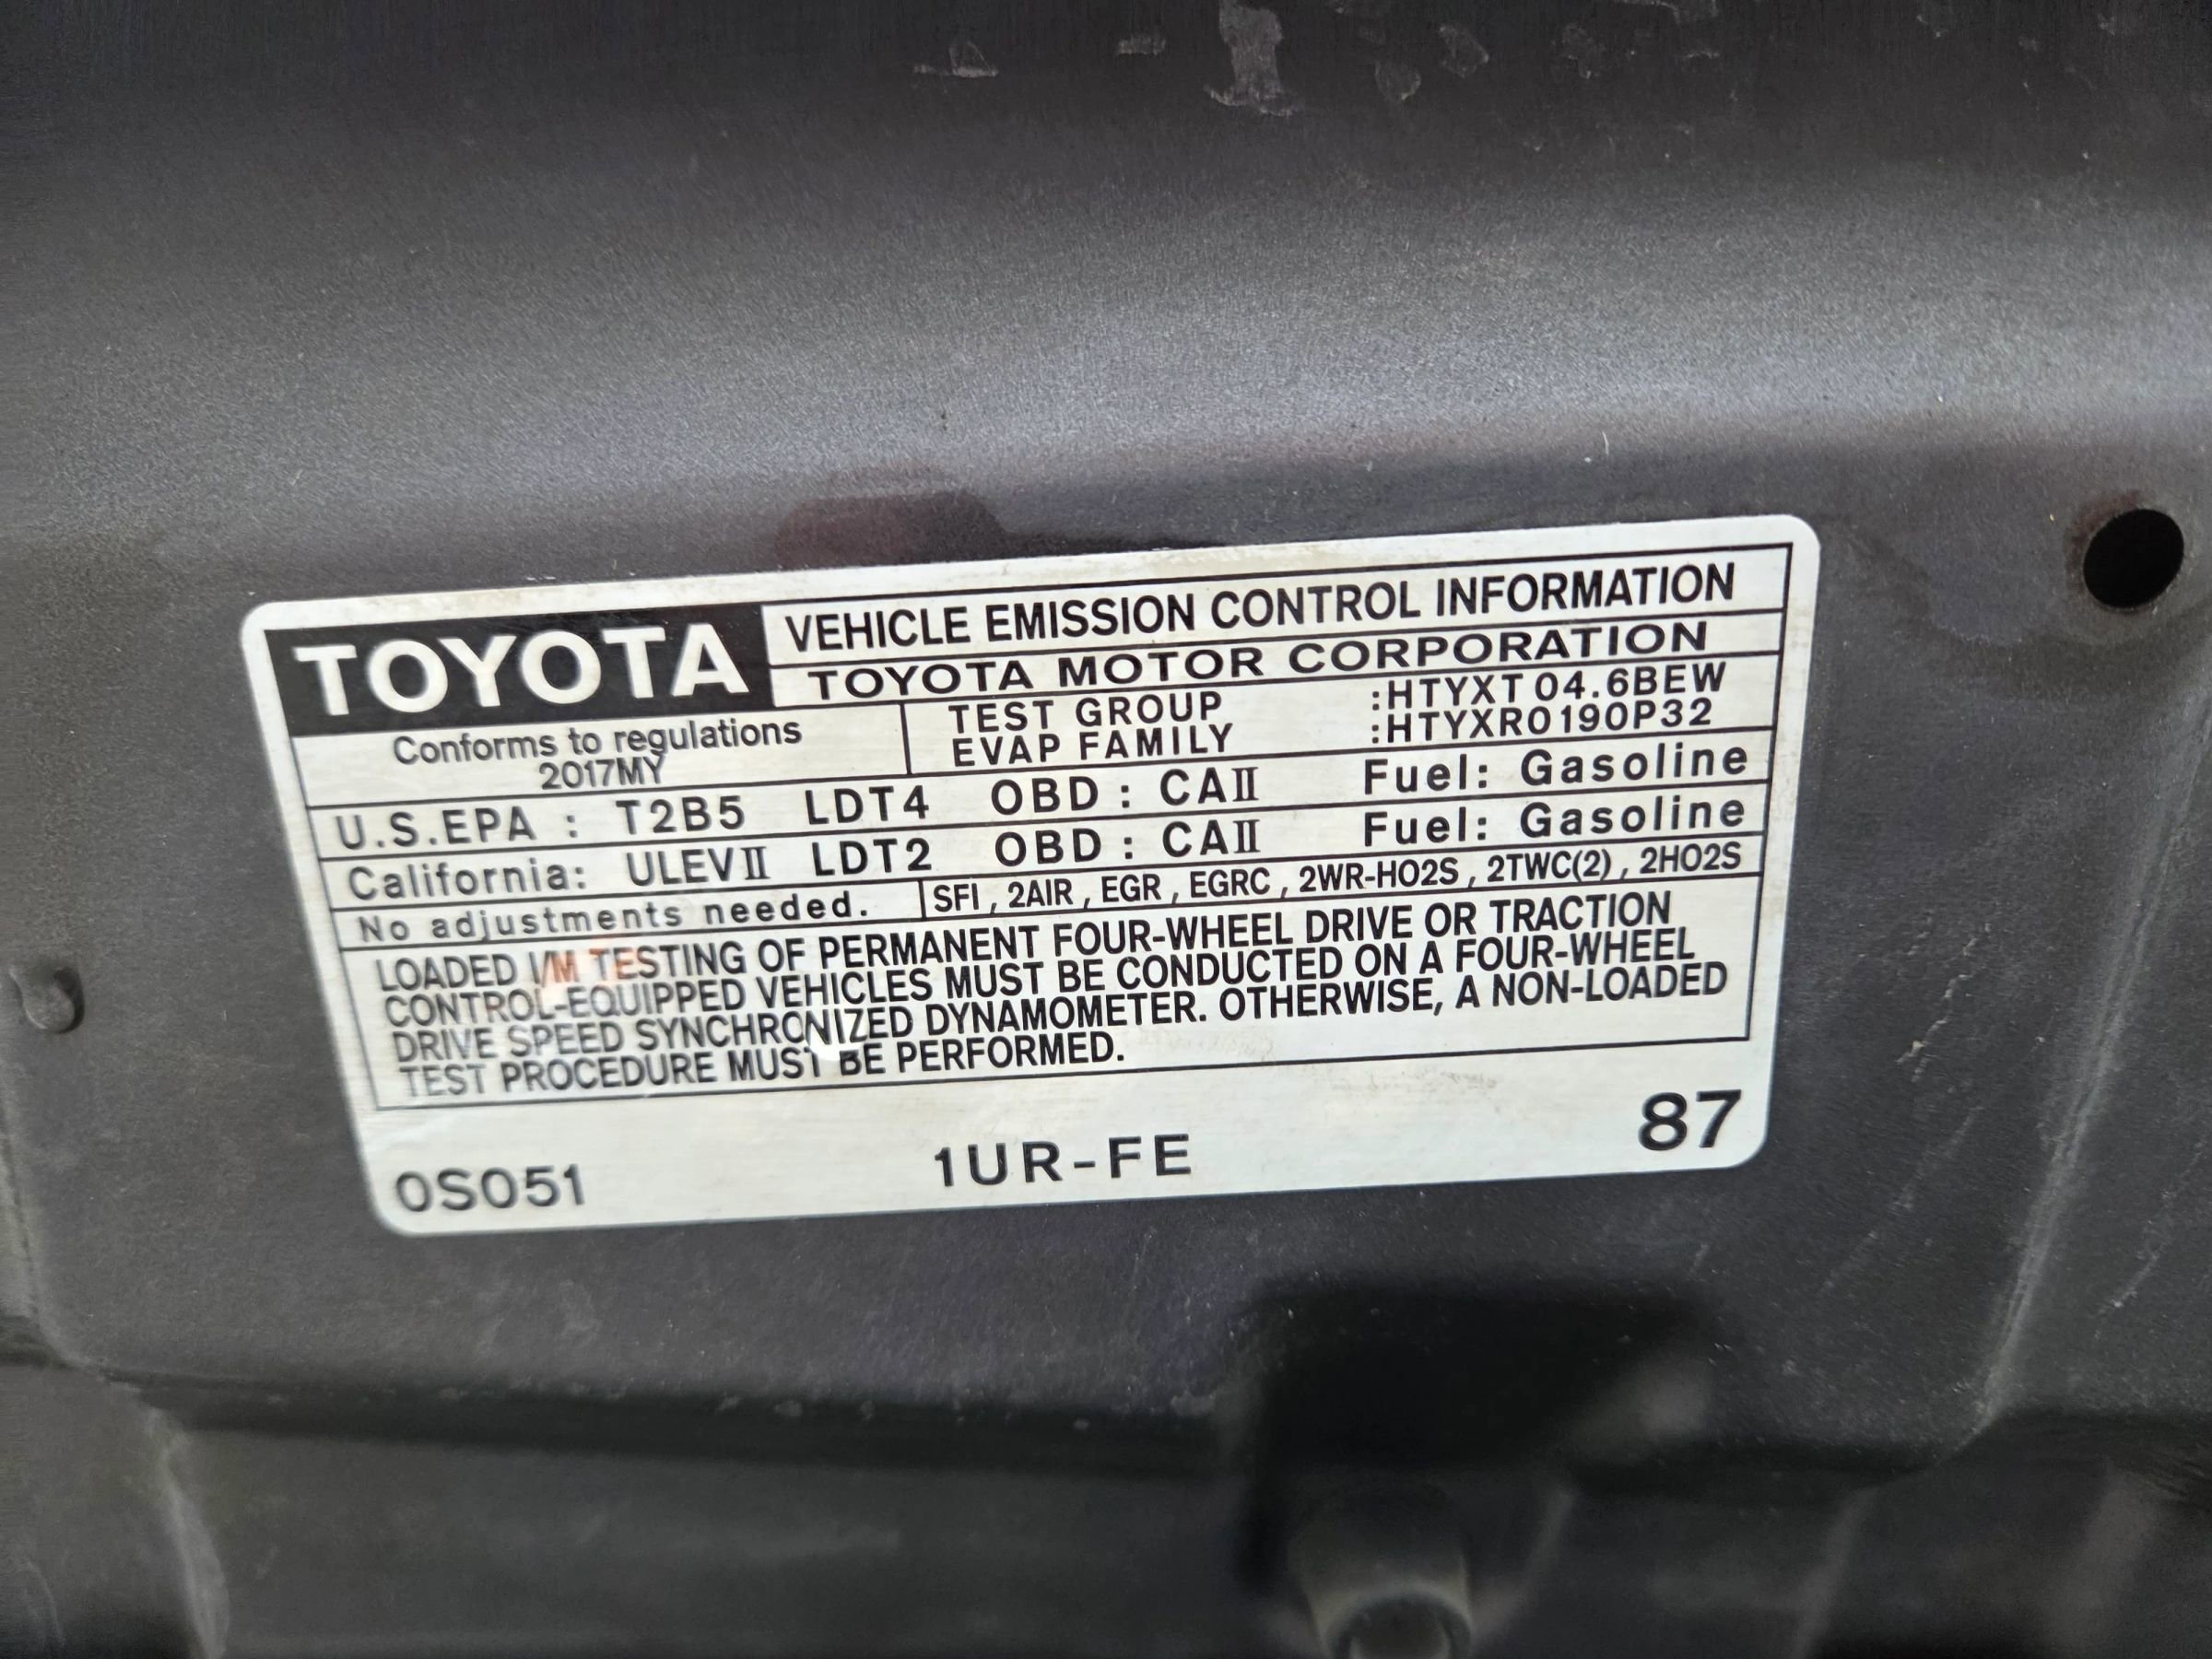 TOYOTA
VEHICLE EMISSION CONTROL INFORMATION
TOYOTA MOTOR CORPORATION
Conforms to regulations
2017MY
TEST GROUP :HTYXT04.6BEW
EVAP FAMILY :HTYXR0190P32
U.S.EPA : T2B5 LDT4 OBD : CAII Fuel: Gasoline
California: ULEVII LDT2 OBD : CAII Fuel: Gasoline
No adjustments needed. SFI , 2AIR , EGR , EGRC , 2WR-HO2S , 2TWC(2) , 2HO2S
LOADED I/M TESTING OF PERMANENT FOUR-WHEEL DRIVE OR TRACTION
CONTROL-EQUIPPED VEHICLES MUST BE CONDUCTED ON A FOUR-WHEEL
DRIVE SPEED SYNCHRONIZED DYNAMOMETER. OTHERWISE, A NON-LOADED
TEST PROCEDURE MUST BE PERFORMED.
0S051 1UR-FE 87